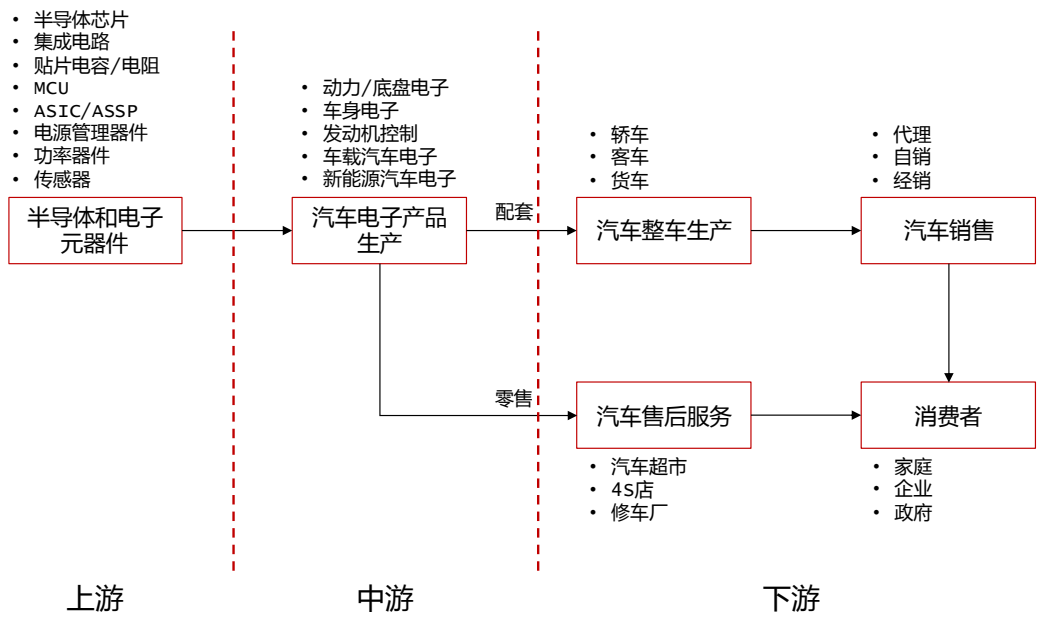 • 半导体芯片
• 集成电路
• 贴片电容/电阻
• MCU
• ASIC/ASSP
• 电源管理器件
• 功率器件
• 传感器
半导体和电子
元器件
• 动力/底盘电子
• 车身电子
• 发动机控制
• 车载汽车电子
• 新能源汽车电子
汽车电子产品
生产
配套
• 轿车
• 客车
• 货车
汽车整车生产
• 代理
• 自销
• 经销
汽车销售
零售
汽车售后服务
• 汽车超市
• 4S店
• 修车厂
消费者
• 家庭
• 企业
• 政府
上游
中游
下游